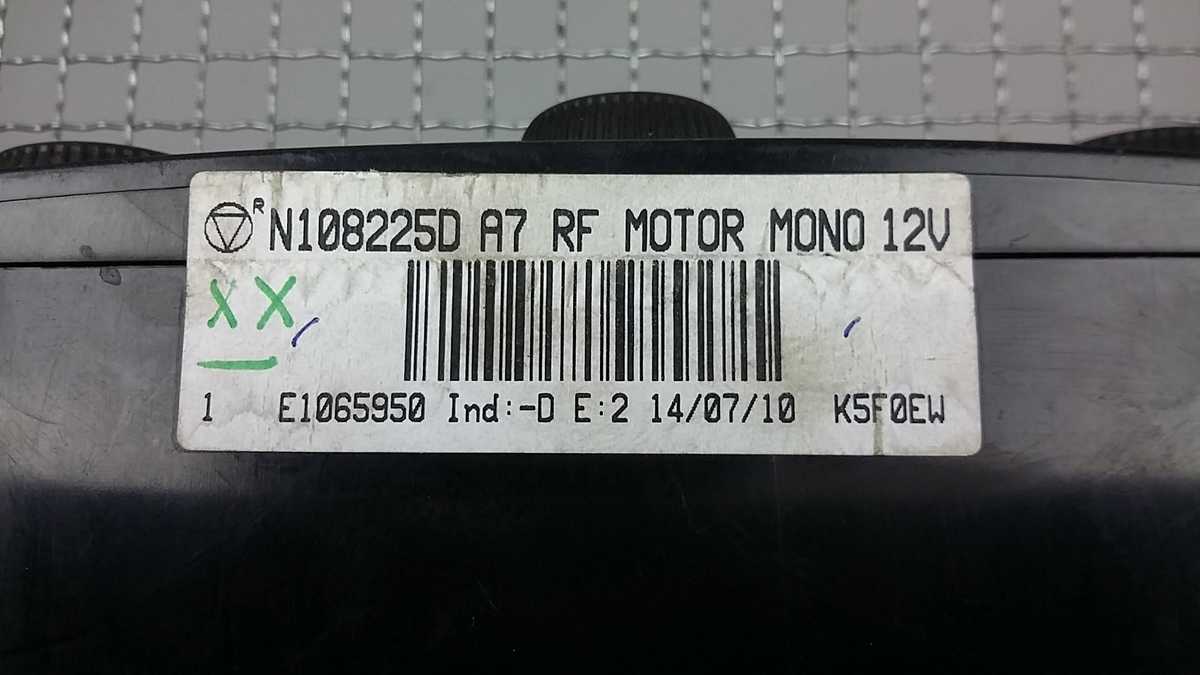 R N108225D A7 RF MOTOR MONO 12V
XX
1 E1065950 Ind:-D E:2 14/07/10 K5F0EW